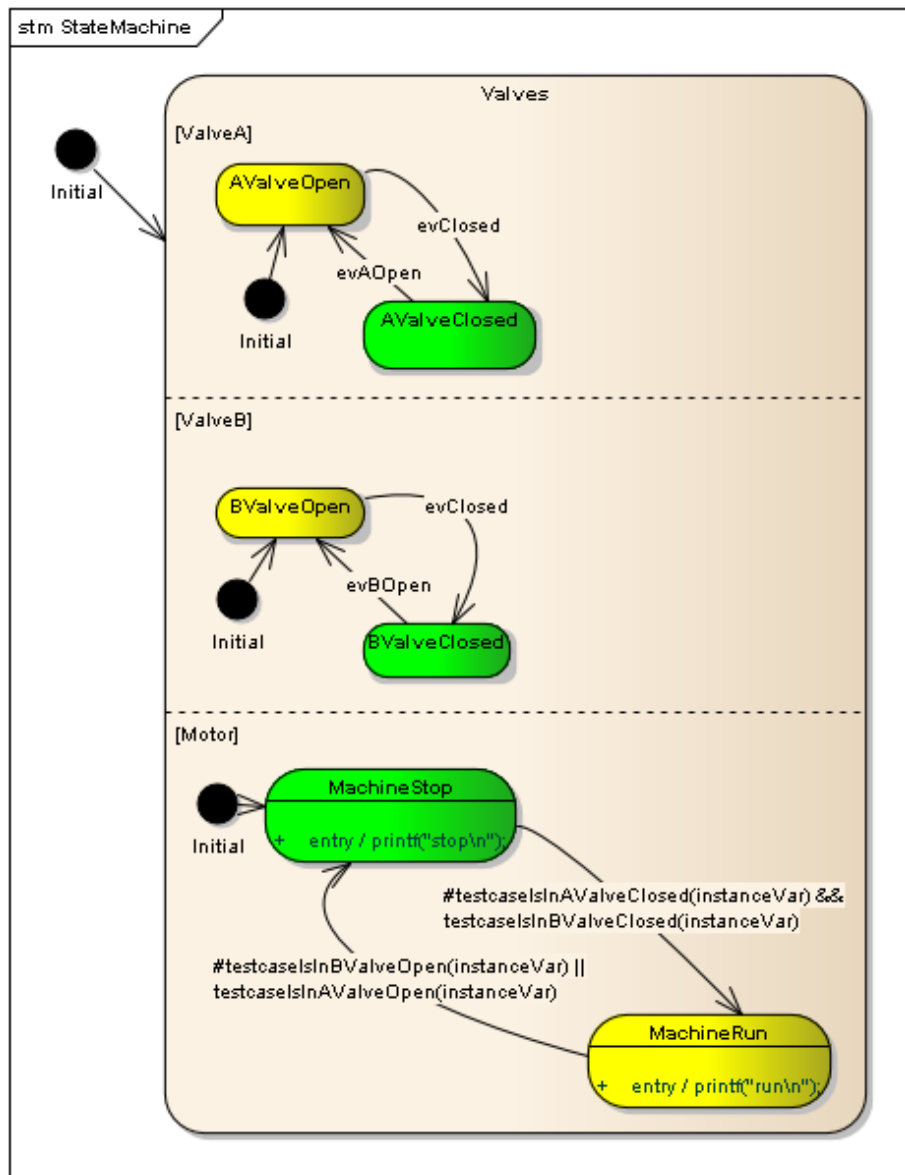 stm StateMachine
Valves
[ValveA]
Initial
AValveOpen
evClosed
evAOpen
AValveClosed
Initial
[ValveB]
BValveOpen
evClosed
evBOpen
Initial
BValveClosed
[Motor]
MachineStop
Initial
+ entry / printf("stop\n");
#testcaseIsInAValveClosed(instanceVar) &&
testcaseIsInBValveClosed(instanceVar)
#testcaseIsInBValveOpen(instanceVar) ||
testcaseIsInAValveOpen(instanceVar)
MachineRun
+ entry / printf("run\n");